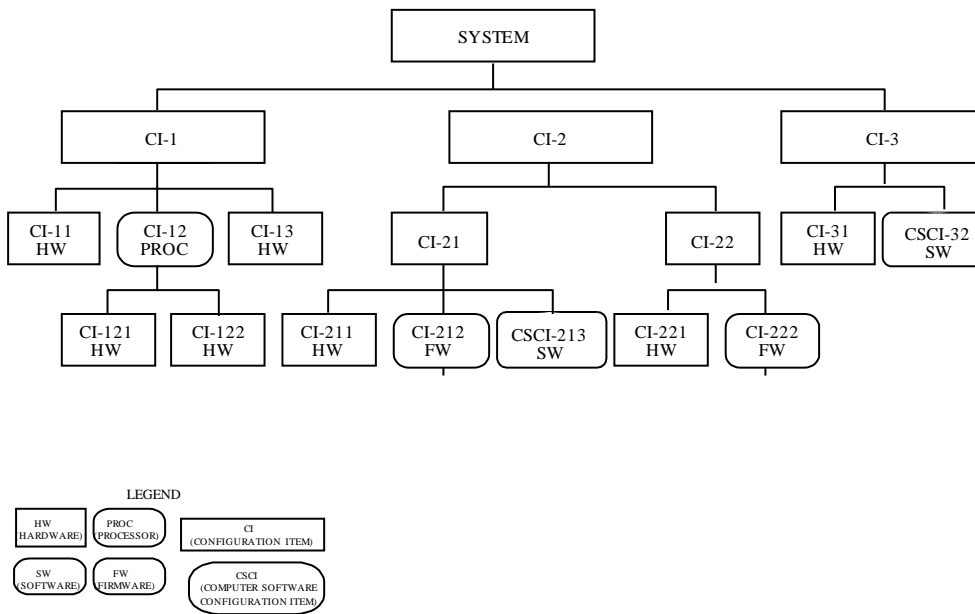 SYSTEM
CI-1
CI-2
CI-3
CI-11
HW
CI-12
PROC
CI-13
HW
CI-21
CI-22
CI-31
HW
CSCI-32
SW
CI-121
HW
CI-122
HW
CI-211
HW
CI-212
FW
CSCI-213
SW
CI-221
HW
CI-222
FW
LEGEND
HW
HARDWARE)
PROC
(PROCESSOR)
CI
(CONFIGURATION ITEM)
SW
(SOFTWARE)
FW
(FIRMWARE)
CSCI
(COMPUTER SOFTWARE
CONFIGURATION ITEM)